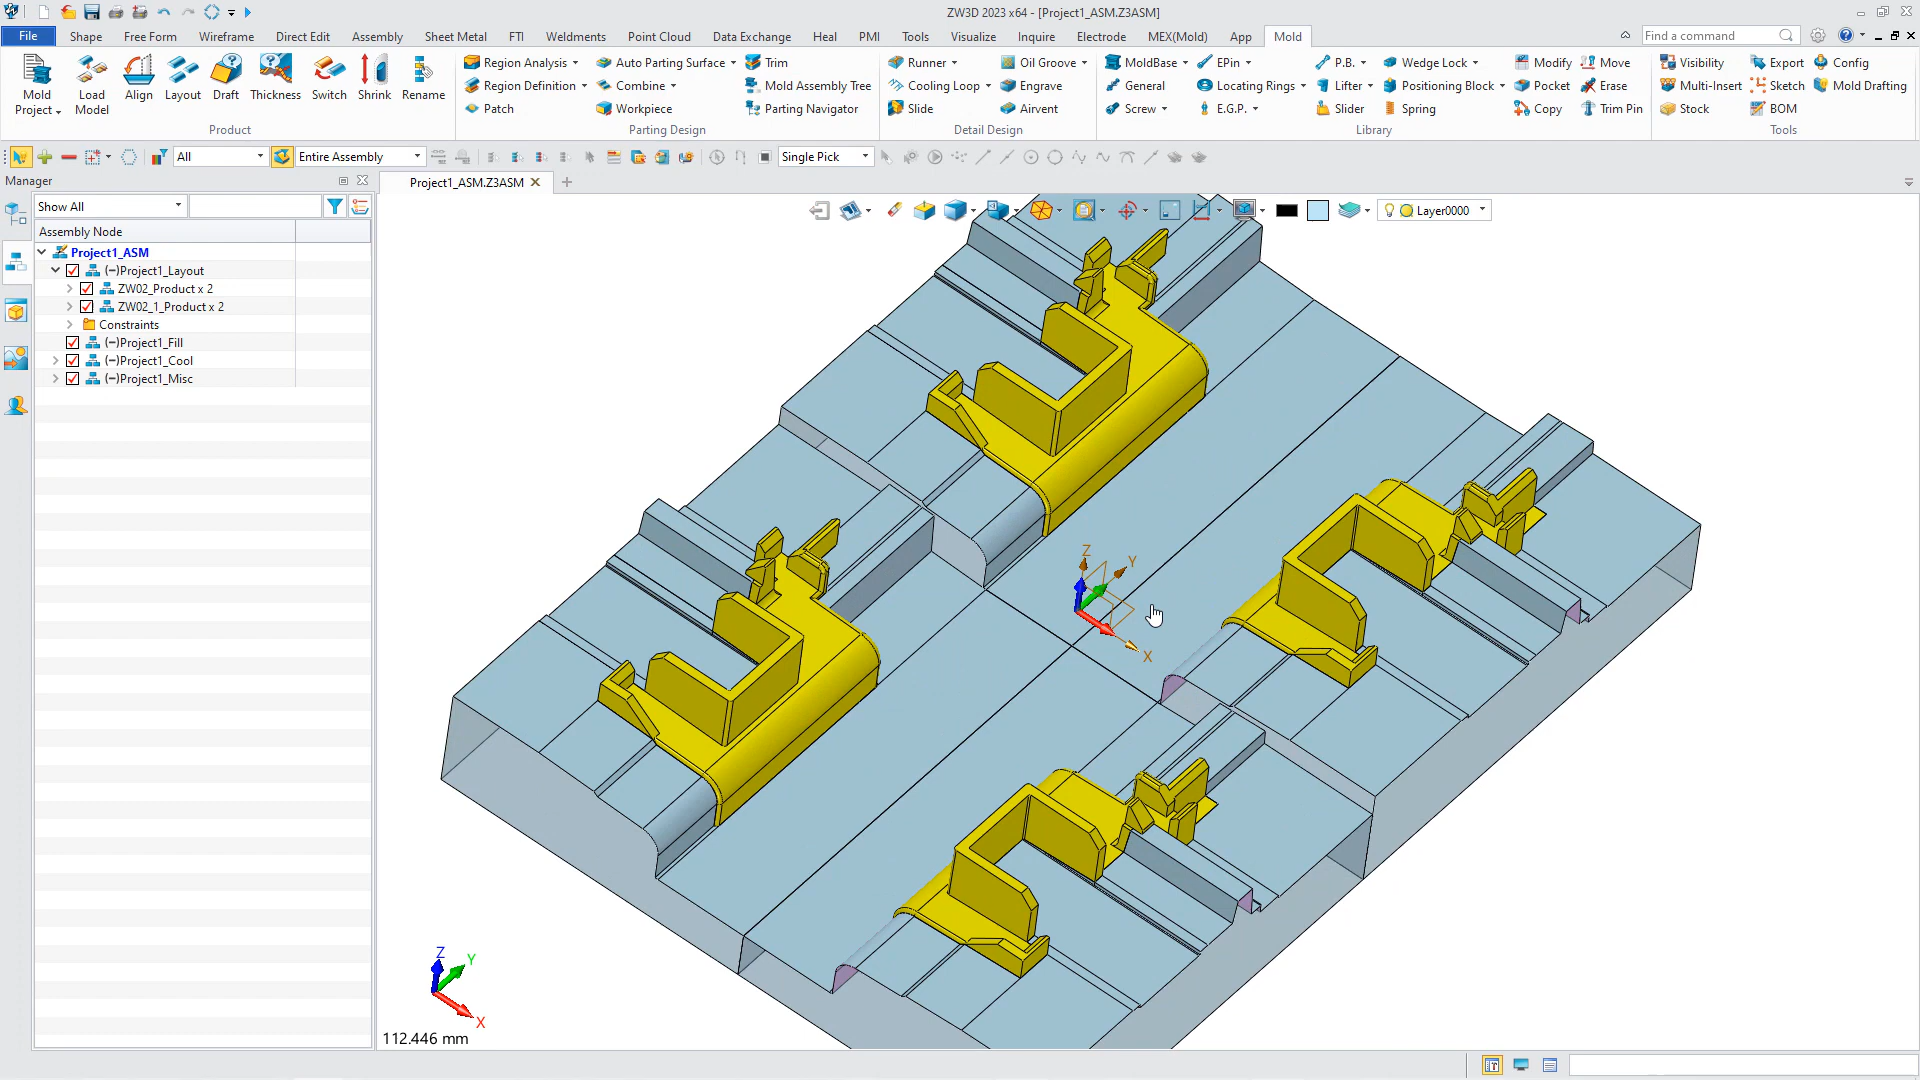 ZW3D 2023 x64 - [Project1_ASM.Z3ASM]
File Shape Free Form Wireframe Direct Edit Assembly Sheet Metal FTI Weldments Point Cloud Data Exchange Heal PMI Tools Visualize Inquire Electrode MEX(Mold) App Mold Find a command
Mold Project Load Model Align Layout Draft Thickness Switch Shrink Rename
Region Analysis Auto Parting Surface Trim Runner Oil Groove MoldBase EPin P.B. Wedge Lock Modify Move Visibility Export Config
Region Definition Combine Mold Assembly Tree Cooling Loop Engrave General Locating Rings Lifter Positioning Block Pocket Erase Multi-Insert Sketch Mold Drafting
Patch Workpiece Parting Navigator Slide Airvent Screw E.G.P. Slider Spring Copy Trim Pin Stock BOM
Product Parting Design Detail Design Library Tools
All Entire Assembly Single Pick
Manager Project1_ASM.Z3ASM
Show All Layer0000
Assembly Node
Project1_ASM
(-)Project1_Layout
ZW02_Product x 2
ZW02_1_Product x 2
Constraints
(-)Project1_Fill
(-)Project1_Cool
(-)Project1_Misc
Z Y
X
Z Y
X
112.446 mm